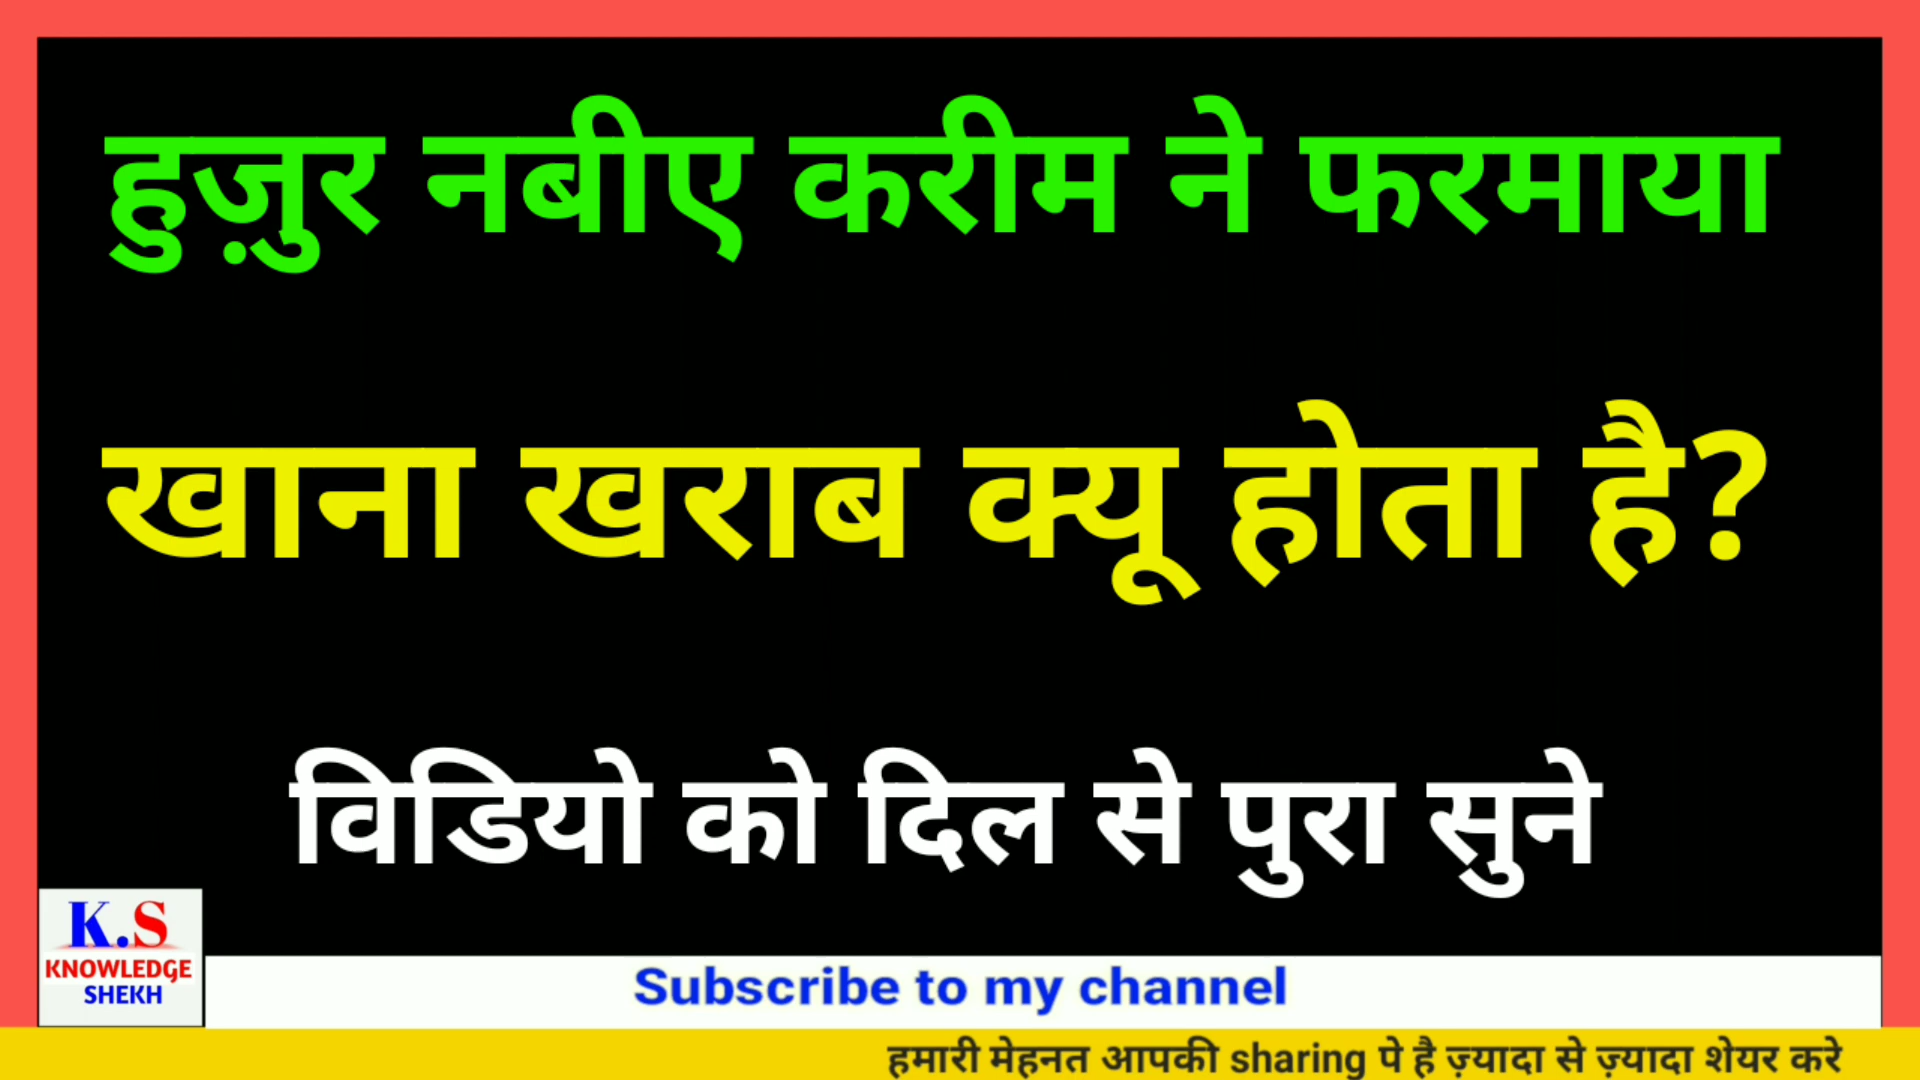 हुज़ुर नबीए करीम ने फरमाया
खाना खराब क्यू होता है?
विडियो को दिल से पुरा सुने
K.S
KNOWLEDGE
SHEKH
Subscribe to my channel
हमारी मेहनत आपकी sharing पे है ज़्यादा से ज़्यादा शेयर करे